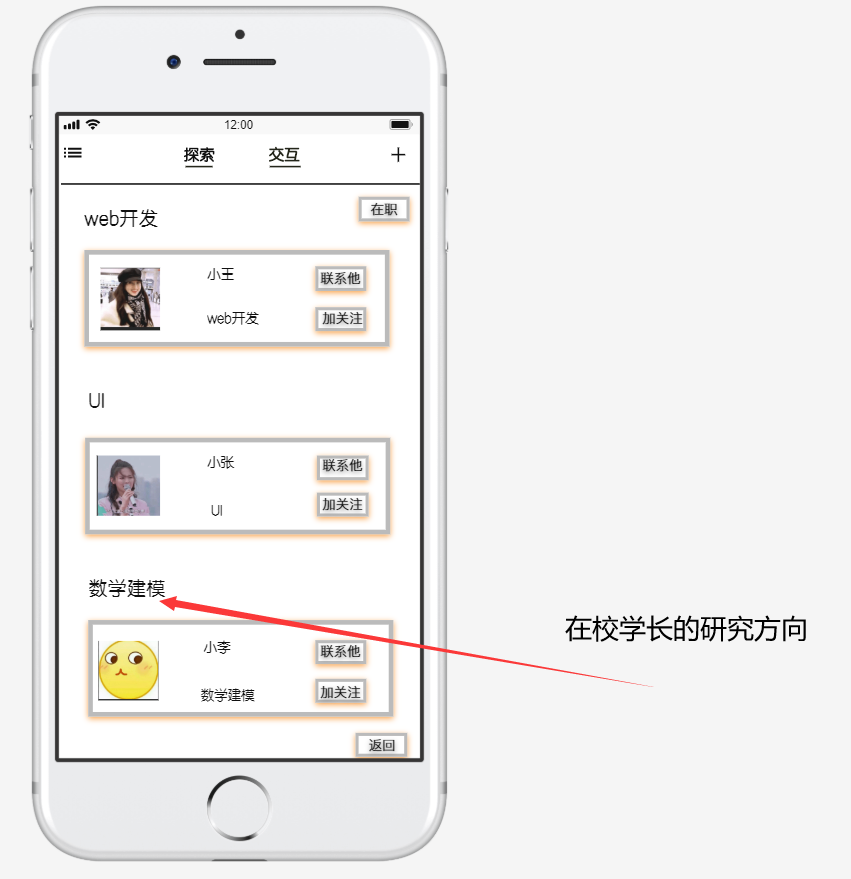 12:00
探索 交互
在职
web开发
小王 联系他
web开发 加关注
UI
小张 联系他
UI 加关注
数学建模
在校学长的研究方向
小李 联系他
数学建模 加关注
返回